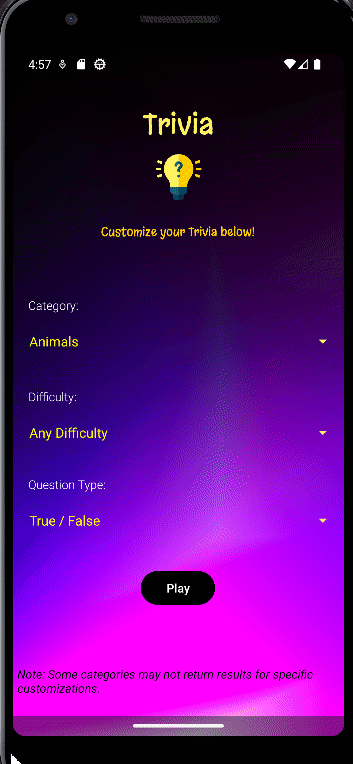 4:57
Trivia
?
Customize your Trivia below!
Category:
Animals
Difficulty:
Any Difficulty
Question Type:
True / False
Play
Note: Some categories may not return results for specific
customizations.